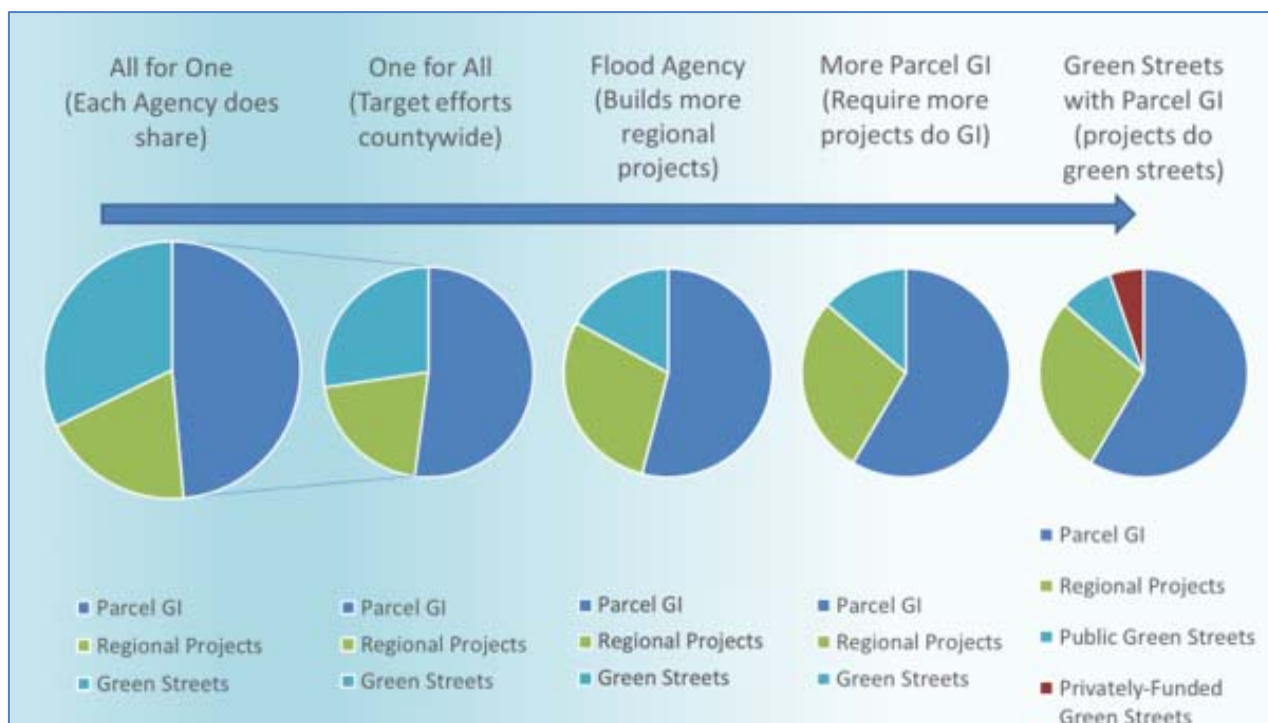 All for One
(Each Agency does
share)
One for All
(Target efforts
countywide)
Flood Agency
(Builds more
regional
projects)
More Parcel GI
(Require more
projects do GI)
Green Streets
with Parcel GI
(projects do
green streets)
Parcel GI
Regional Projects
Green Streets
Parcel GI
Regional Projects
Green Streets
Parcel GI
Regional Projects
Green Streets
Parcel GI
Regional Projects
Green Streets
Parcel GI
Regional Projects
Public Green Streets
Privately-Funded
Green Streets